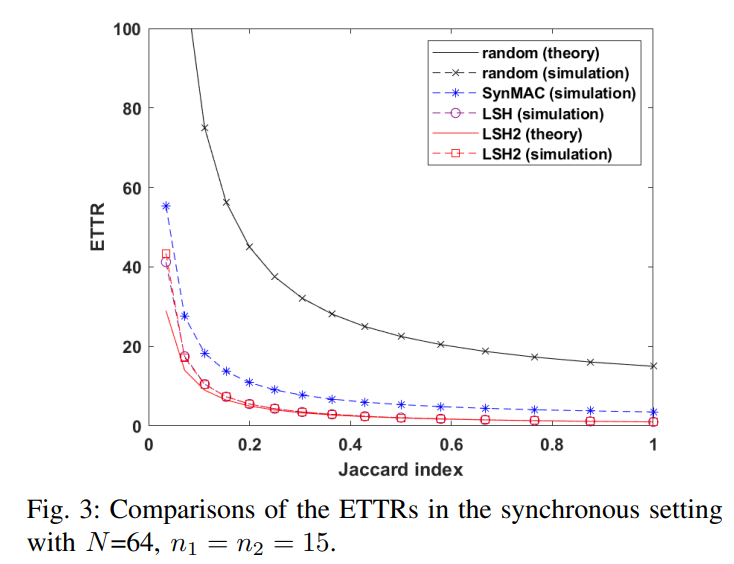 100
80
60
40
20
0
ETTR
random (theory)
random (simulation)
SynMAC (simulation)
LSH (simulation)
LSH2 (theory)
LSH2 (simulation)
0 0.2 0.4 0.6 0.8 1
Jaccard index
Fig. 3: Comparisons of the ETTRs in the synchronous setting
with N=64, n₁ = n₂ = 15.